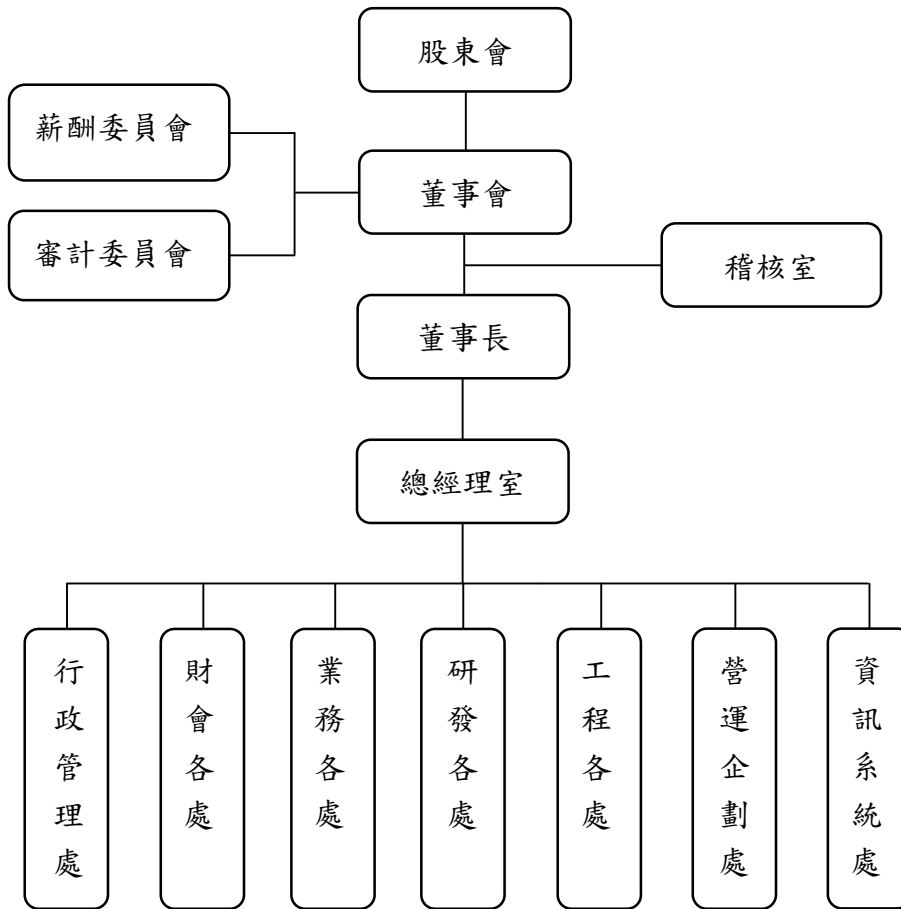 股東會
薪酬委員會
董事會
審計委員會
稽核室
董事長
總經理室
行政管理處
財會各處
業務各處
研發各處
工程各處
營運企劃處
資訊系統處